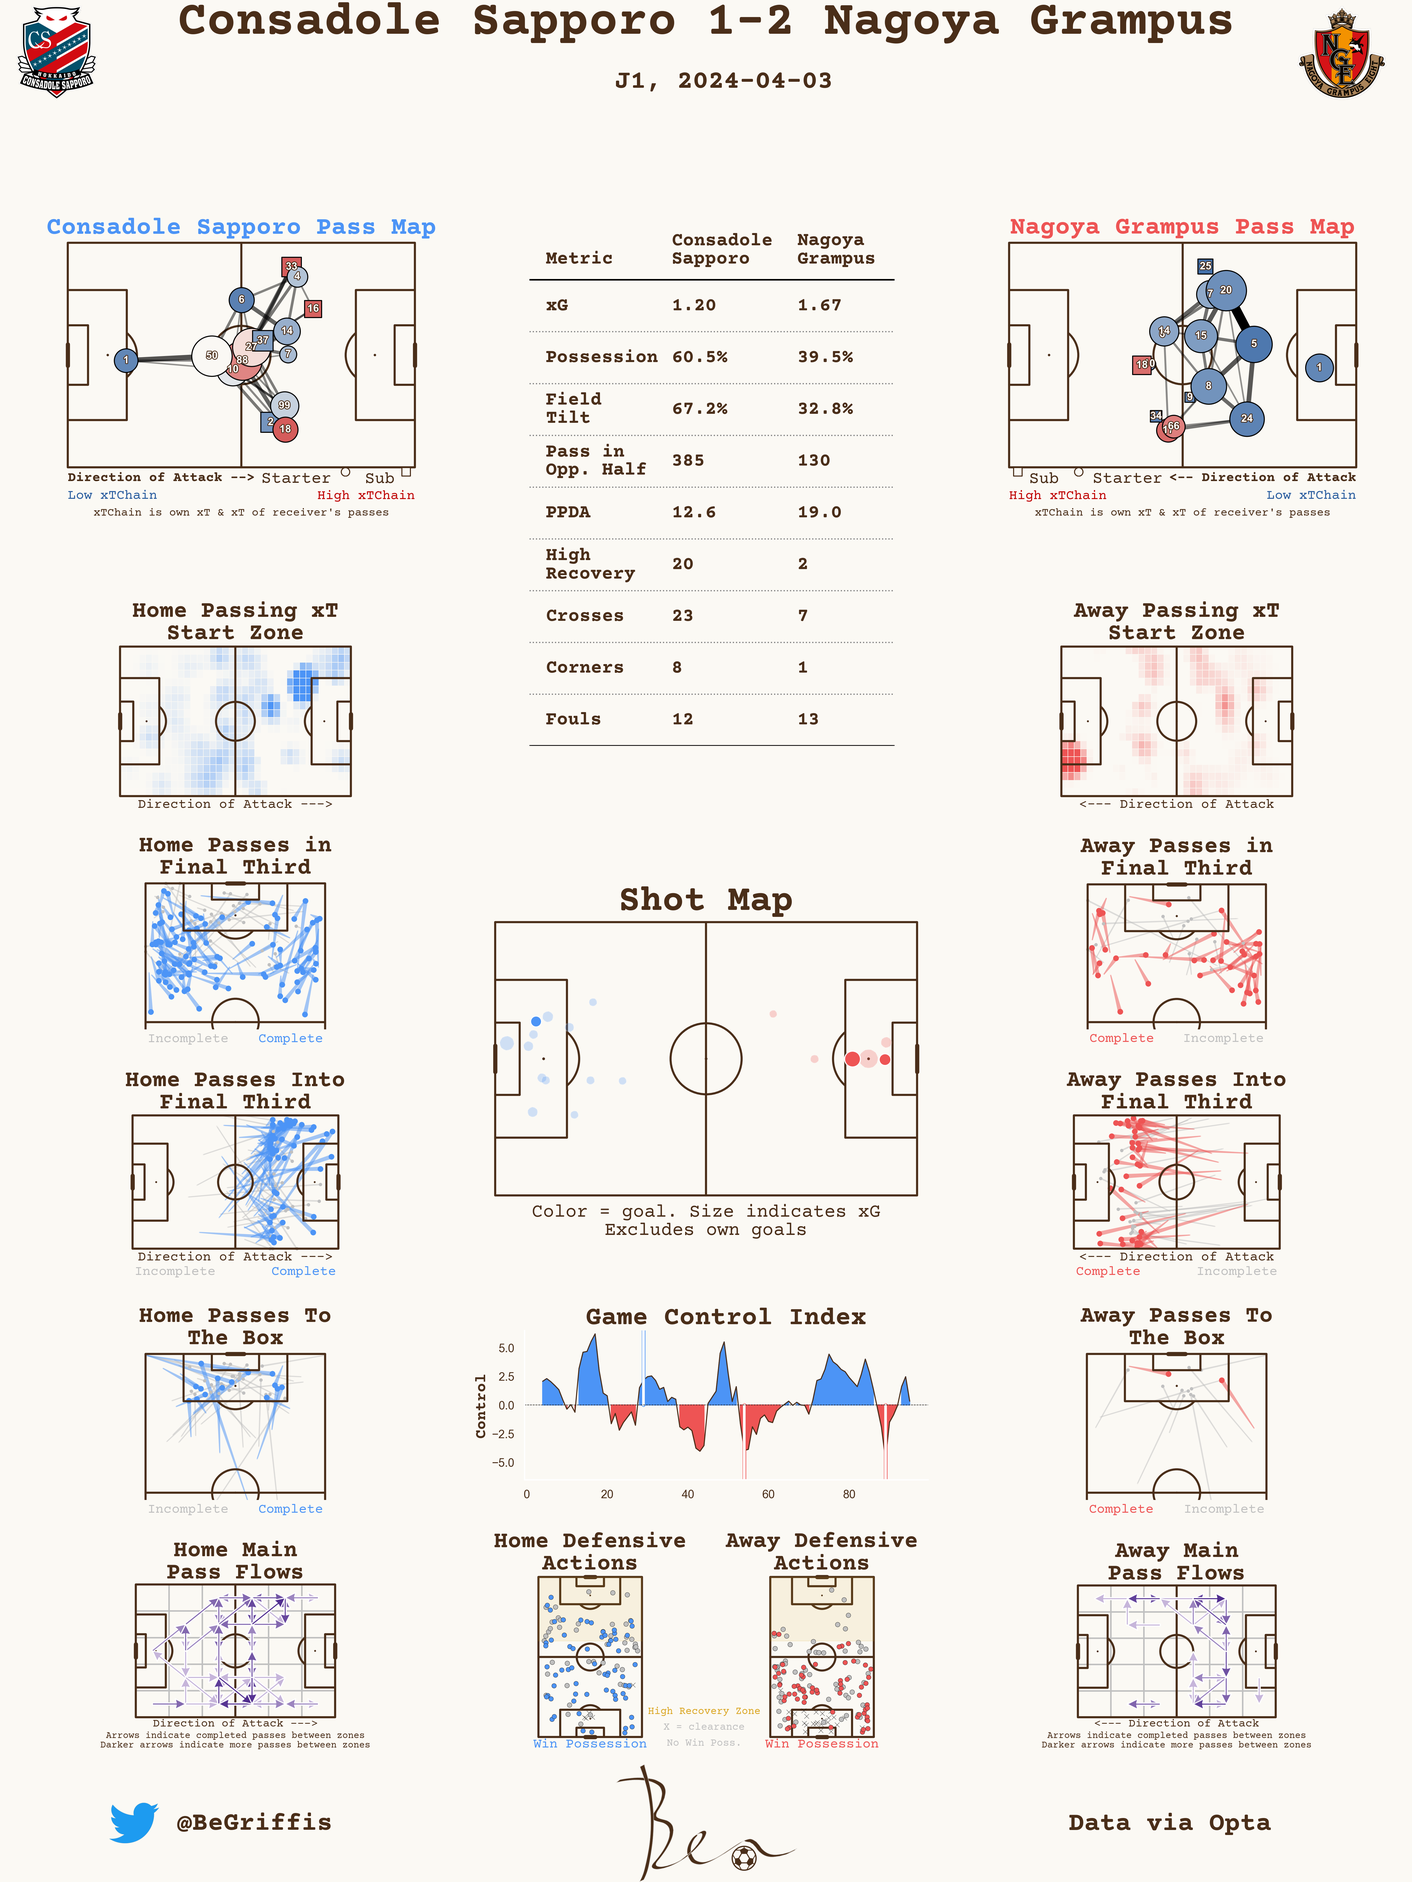 Consadole Sapporo 1-2 Nagoya Grampus
J1, 2024-04-03
CS
HOKKAIDO
CONSADOLE SAPPORO
NGE
NAGOYA GRAMPUS EIGHT
Consadole Sapporo Pass Map
33
4
6
16
14
37
27
7
50
88
10
1
99
2
18
Direction of Attack --> Starter Sub
Low xTChain High xTChain
xTChain is own xT & xT of receiver's passes
Metric Consadole Sapporo Nagoya Grampus
xG 1.20 1.67
Possession 60.5% 39.5%
Field Tilt 67.2% 32.8%
Pass in Opp. Half 385 130
PPDA 12.6 19.0
High Recovery 20 2
Crosses 23 7
Corners 8 1
Fouls 12 13
Nagoya Grampus Pass Map
25
7
20
14
15
5
18
1
8
9
34
66
24
Sub Starter <-- Direction of Attack
High xTChain Low xTChain
xTChain is own xT & xT of receiver's passes
Home Passing xT
Start Zone
Direction of Attack --->
Away Passing xT
Start Zone
<--- Direction of Attack
Home Passes in
Final Third
Incomplete Complete
Away Passes in
Final Third
Complete Incomplete
Shot Map
Color = goal. Size indicates xG
Excludes own goals
Home Passes Into
Final Third
Direction of Attack --->
Incomplete Complete
Away Passes Into
Final Third
<--- Direction of Attack
Complete Incomplete
Home Passes To
The Box
Incomplete Complete
Game Control Index
Control
5.0
2.5
0.0
−2.5
−5.0
0 20 40 60 80
Away Passes To
The Box
Complete Incomplete
Home Main
Pass Flows
Direction of Attack --->
Arrows indicate completed passes between zones
Darker arrows indicate more passes between zones
Home Defensive
Actions
Win Possession
Away Defensive
Actions
Win Possession
High Recovery Zone
X = clearance
No Win Poss.
Away Main
Pass Flows
<--- Direction of Attack
Arrows indicate completed passes between zones
Darker arrows indicate more passes between zones
@BeGriffis
Ben
Data via Opta